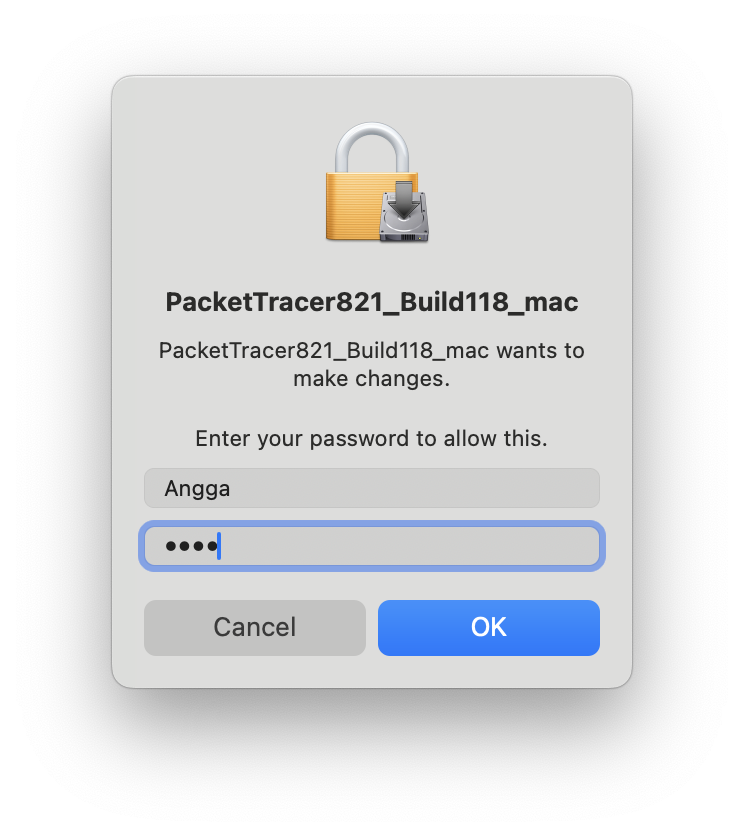 PacketTracer821_Build118_mac
PacketTracer821_Build118_mac wants to
make changes.
Enter your password to allow this.
Angga
••••
Cancel
OK